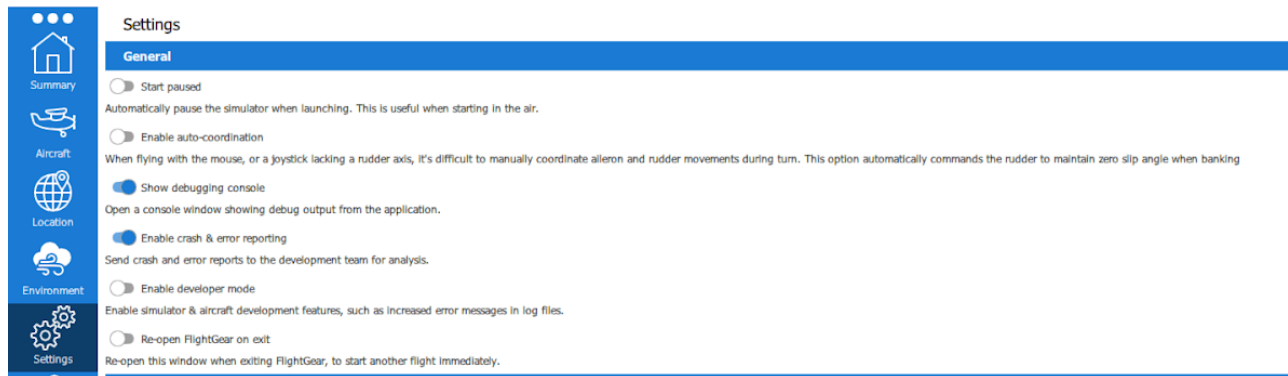 Settings
General
Summary
Start paused
Automatically pause the simulator when launching. This is useful when starting in the air.
Enable auto-coordination
Aircraft
When flying with the mouse, or a joystick lacking a rudder axis, it's difficult to manually coordinate aileron and rudder movements during turn. This option automatically commands the rudder to maintain zero slip angle when banking
Show debugging console
Open a console window showing debug output from the application.
Location
Enable crash & error reporting
Send crash and error reports to the development team for analysis.
Environment
Enable developer mode
Enable simulator & aircraft development features, such as increased error messages in log files.
Re-open FlightGear on exit
Settings
Re-open this window when exiting FlightGear, to start another flight immediately.